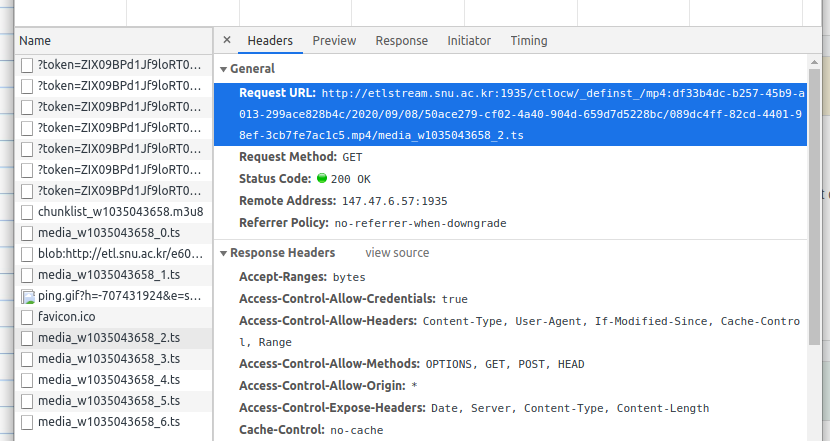 Name
?token=ZIX09BPd1Jf9loRT0…
?token=ZIX09BPd1Jf9loRT0…
?token=ZIX09BPd1Jf9loRT0…
?token=ZIX09BPd1Jf9loRT0…
?token=ZIX09BPd1Jf9loRT0…
?token=ZIX09BPd1Jf9loRT0…
?token=ZIX09BPd1Jf9loRT0…
chunklist_w1035043658.m3u8
media_w1035043658_0.ts
blob:http://etl.snu.ac.kr/e60…
media_w1035043658_1.ts
ping.gif?h=-707431924&e=s…
favicon.ico
media_w1035043658_2.ts
media_w1035043658_3.ts
media_w1035043658_4.ts
media_w1035043658_5.ts
media_w1035043658_6.ts
× Headers Preview Response Initiator Timing
General
Request URL: http://etlstream.snu.ac.kr:1935/ctlocw/_definst_/mp4:df33b4dc-b257-45b9-a
013-299ace828b4c/2020/09/08/50ace279-cf02-4a40-904d-659d7d5228bc/089dc4ff-82cd-4401-9
8ef-3cb7fe7ac1c5.mp4/media_w1035043658_2.ts
Request Method: GET
Status Code: 200 OK
Remote Address: 147.47.6.57:1935
Referrer Policy: no-referrer-when-downgrade
Response Headers view source
Accept-Ranges: bytes
Access-Control-Allow-Credentials: true
Access-Control-Allow-Headers: Content-Type, User-Agent, If-Modified-Since, Cache-Contro
l, Range
Access-Control-Allow-Methods: OPTIONS, GET, POST, HEAD
Access-Control-Allow-Origin: *
Access-Control-Expose-Headers: Date, Server, Content-Type, Content-Length
Cache-Control: no-cache